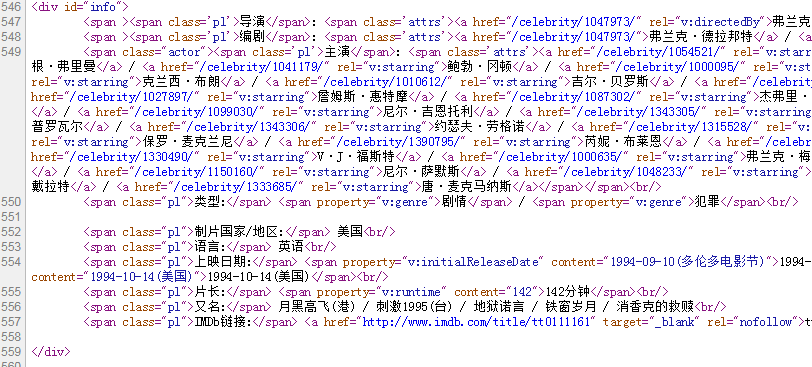 546 <div id="info">
547 <span ><span class='pl'>导演</span>: <span class='attrs'><a href="/celebrity/1047973/" rel="v:directedBy">弗兰克
548 <span ><span class='pl'>编剧</span>: <span class='attrs'><a href="/celebrity/1047973/">弗兰克·德拉邦特</a> / <a
549 <span class="actor"><span class='pl'>主演</span>: <span class='attrs'><a href="/celebrity/1054521/" rel="v:starr
根·弗里曼</a> / <a href="/celebrity/1041179/" rel="v:starring">鲍勃·冈顿</a> / <a href="/celebrity/1000095/" rel="v:st
rel="v:starring">克兰西·布朗</a> / <a href="/celebrity/1010612/" rel="v:starring">吉尔·贝罗斯</a> / <a href="/celebri
href="/celebrity/1027897/" rel="v:starring">詹姆斯·惠特摩</a> / <a href="/celebrity/1087302/" rel="v:starring">杰弗里·
</a> / <a href="/celebrity/1099030/" rel="v:starring">尼尔·吉恩托利</a> / <a href="/celebrity/1343305/" rel="v:starri
普罗瓦尔</a> / <a href="/celebrity/1343306/" rel="v:starring">约瑟夫·劳格诺</a> / <a href="/celebrity/1315528/" rel="v
rel="v:starring">保罗·麦克兰尼</a> / <a href="/celebrity/1390795/" rel="v:starring">芮妮·布莱恩</a> / <a href="/celeb
href="/celebrity/1330490/" rel="v:starring">V·J·福斯特</a> / <a href="/celebrity/1000635/" rel="v:starring">弗兰克·梅
href="/celebrity/1150160/" rel="v:starring">尼尔·萨默斯</a> / <a href="/celebrity/1048233/" rel="v:starring">
戴拉特</a> / <a href="/celebrity/1333685/" rel="v:starring">唐·麦克马纳斯</a></span></span><br/>
550 <span class="pl">类型:</span> <span property="v:genre">剧情</span> / <span property="v:genre">犯罪</span><br/>
551
552 <span class="pl">制片国家/地区:</span> 美国<br/>
553 <span class="pl">语言:</span> 英语<br/>
554 <span class="pl">上映日期:</span> <span property="v:initialReleaseDate" content="1994-09-10(多伦多电影节)">1994-
content="1994-10-14(美国)">1994-10-14(美国)</span><br/>
555 <span class="pl">片长:</span> <span property="v:runtime" content="142">142分钟</span><br/>
556 <span class="pl">又名:</span> 月黑高飞(港) / 刺激1995(台) / 地狱诺言 / 铁窗岁月 / 消香克的救赎<br/>
557 <span class="pl">IMDb链接:</span> <a href="http://www.imdb.com/title/tt0111161" target="_blank" rel="nofollow">t
558
559 </div>